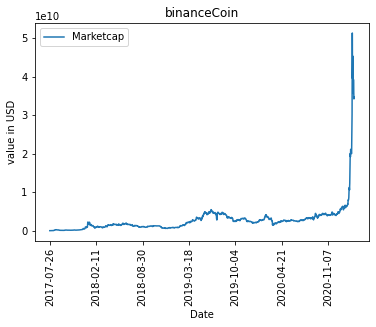 binanceCoin
1e10
Marketcap
value in USD
5
4
3
2
1
0
2017-07-26
2018-02-11
2018-08-30
2019-03-18
2019-10-04
2020-04-21
2020-11-07
Date